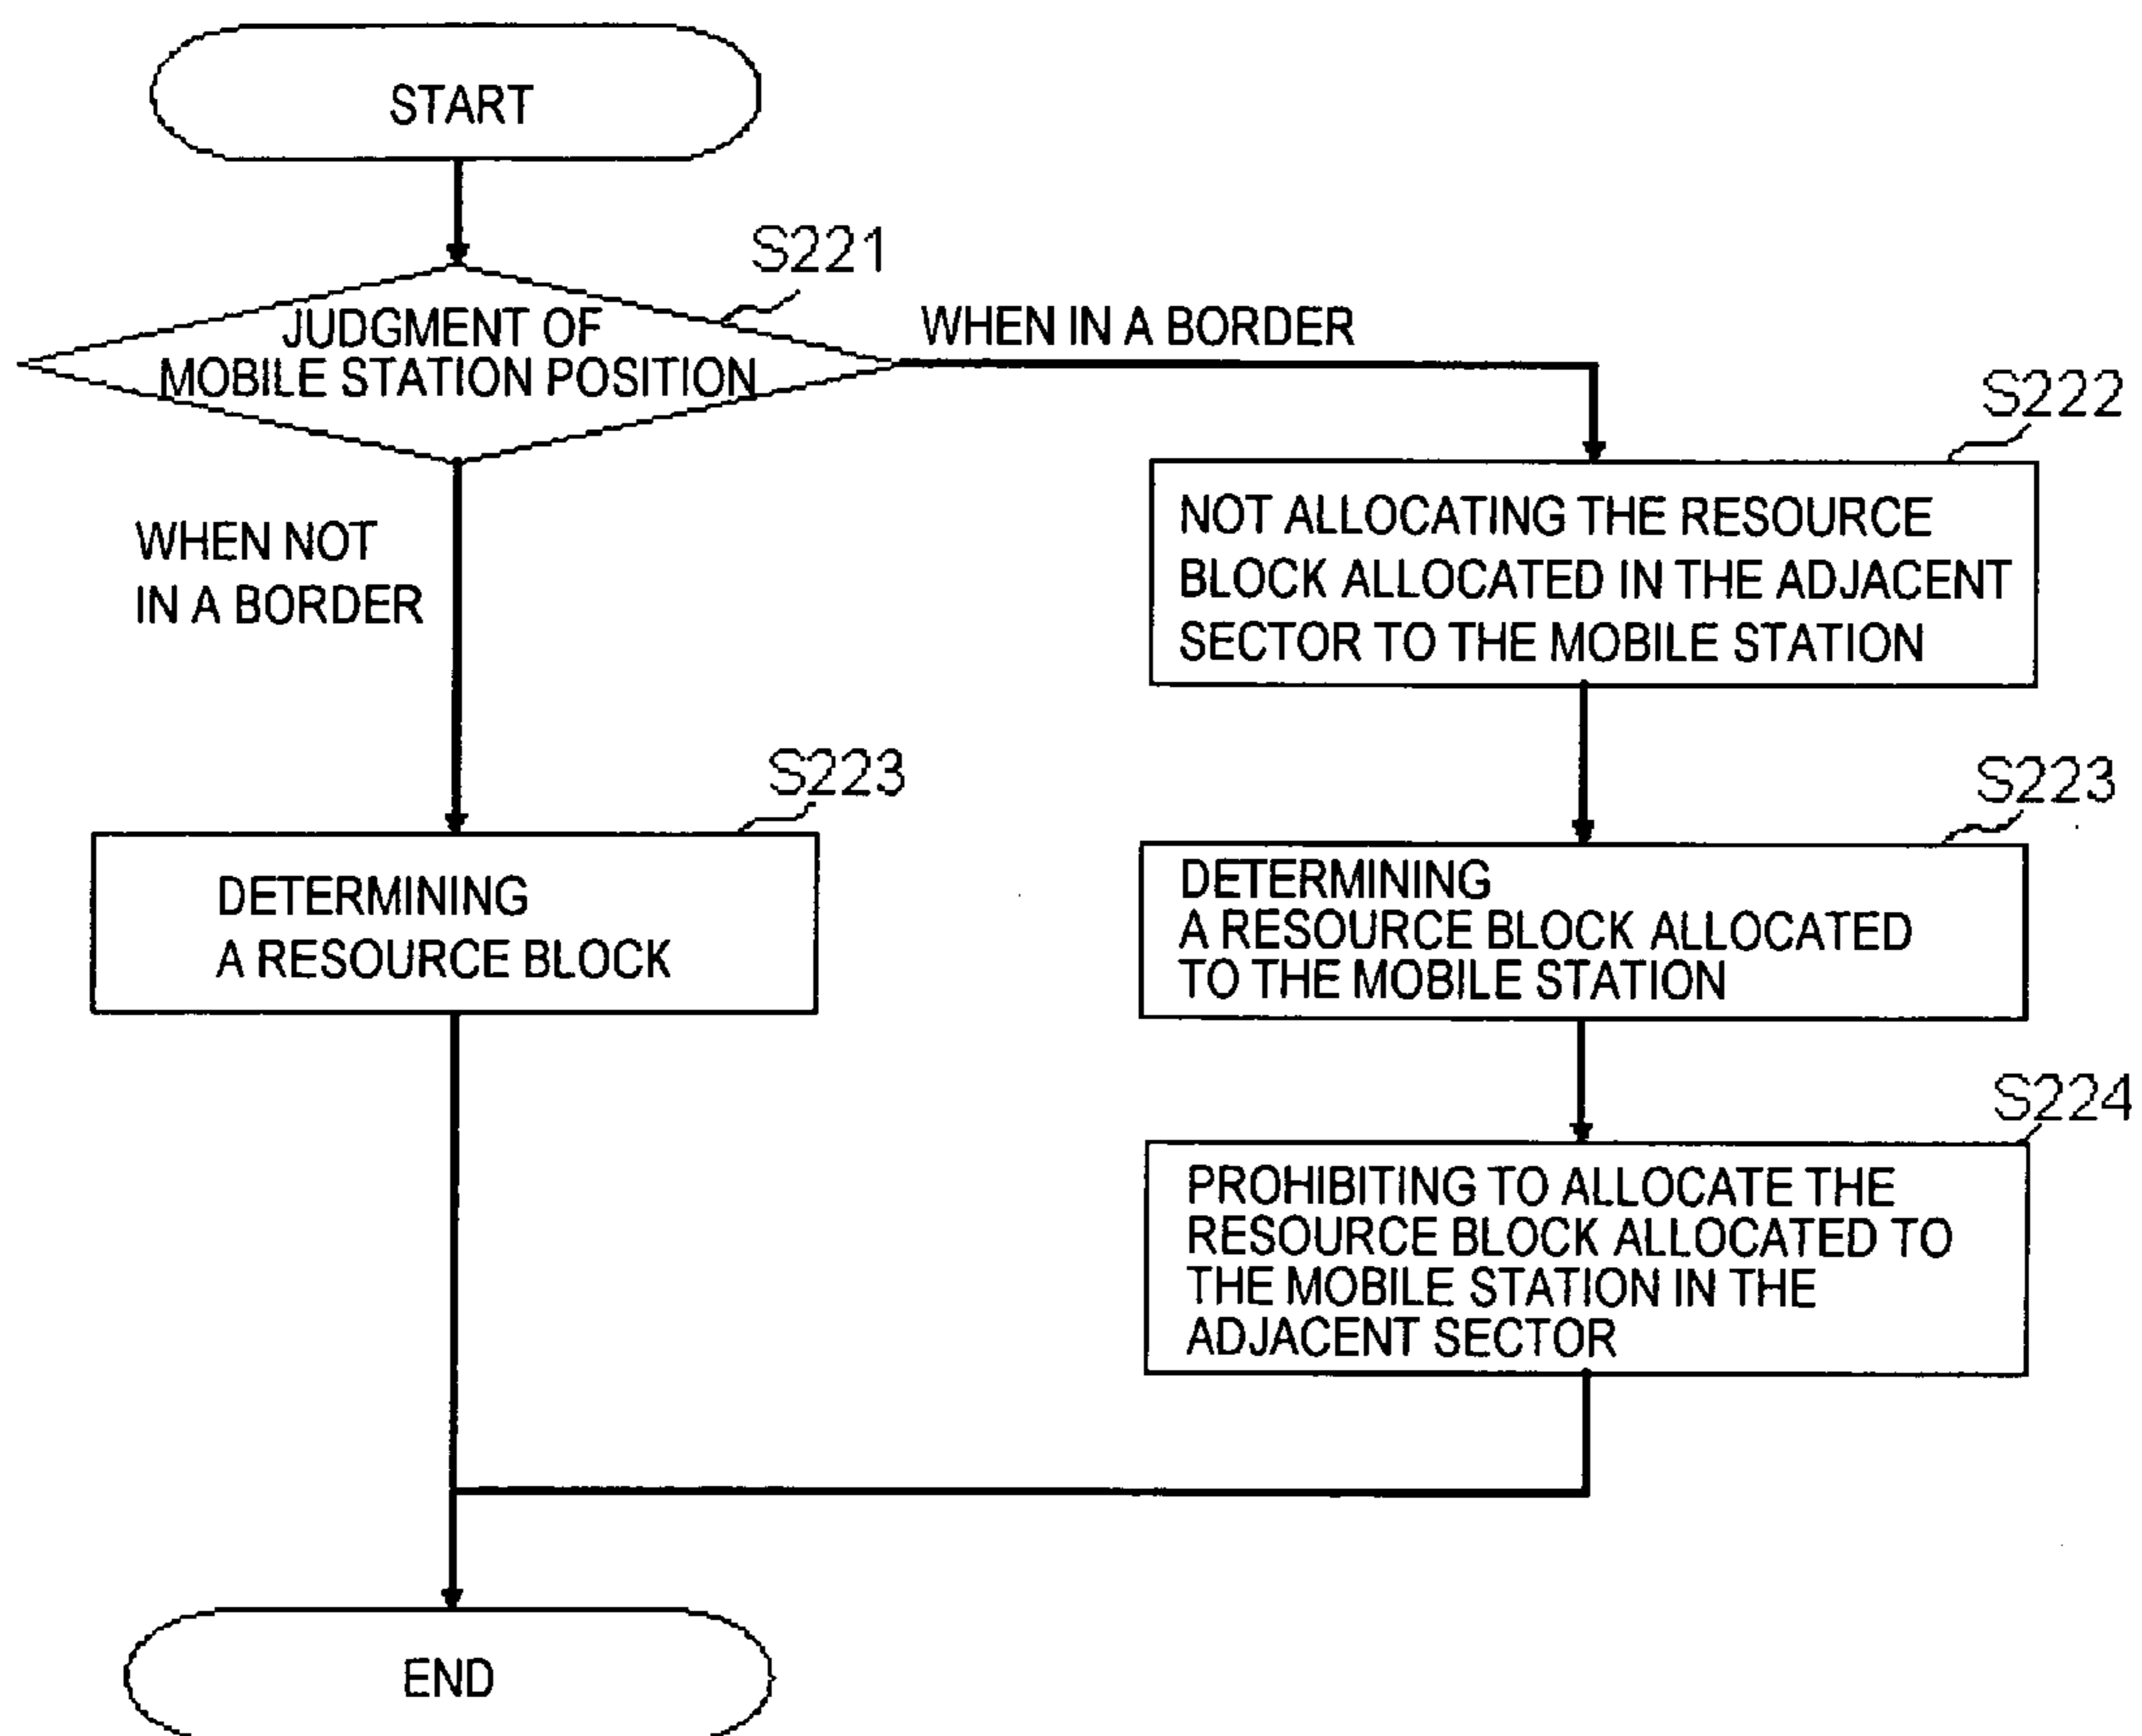 START
S221
JUDGMENT OF
MOBILE STATION POSITION
WHEN IN A BORDER
S222
NOT ALLOCATING THE RESOURCE
BLOCK ALLOCATED IN THE ADJACENT
SECTOR TO THE MOBILE STATION
WHEN NOT
IN A BORDER
S223
DETERMINING
A RESOURCE BLOCK
S223
DETERMINING
A RESOURCE BLOCK ALLOCATED
TO THE MOBILE STATION
S224
PROHIBITING TO ALLOCATE THE
RESOURCE BLOCK ALLOCATED TO
THE MOBILE STATION IN THE
ADJACENT SECTOR
END